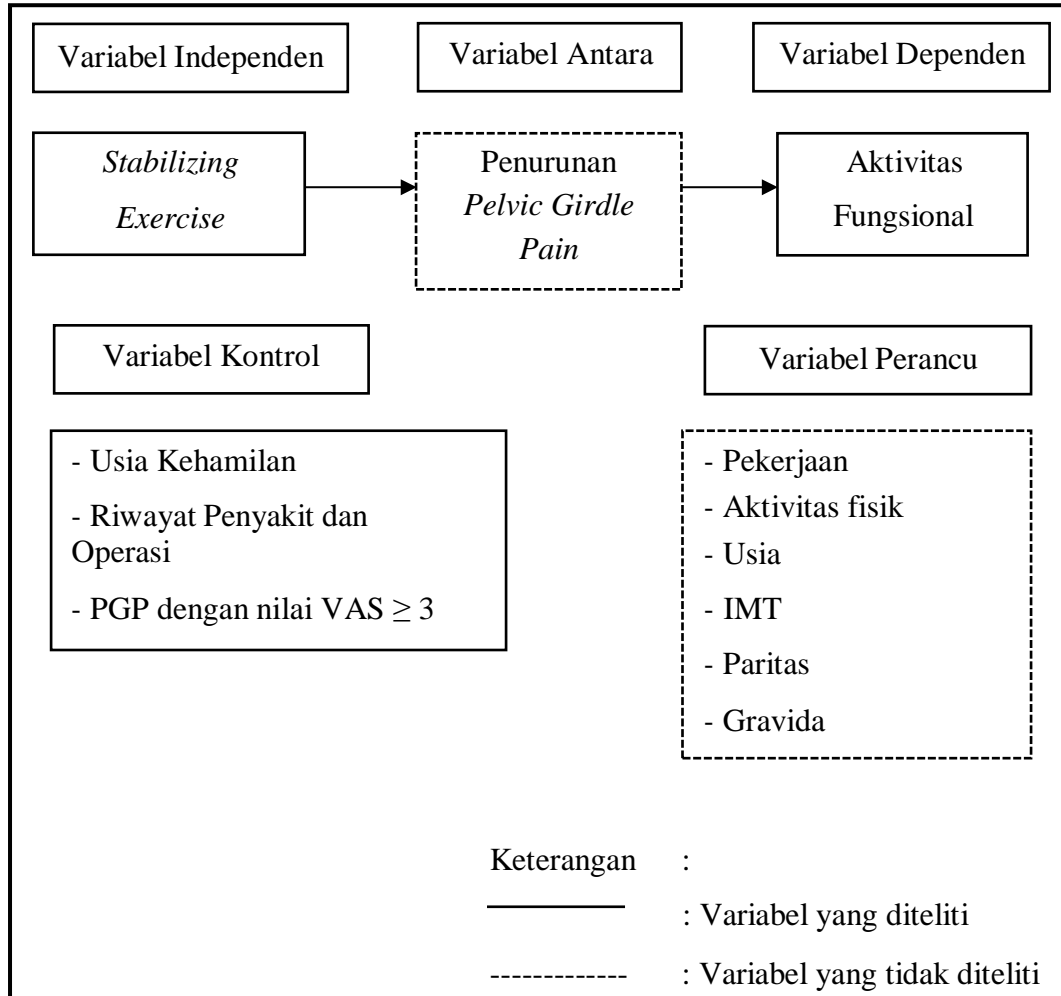 Variabel Independen
Variabel Antara
Variabel Dependen
Stabilizing
Exercise
Penurunan
Pelvic Girdle
Pain
Aktivitas
Fungsional
Variabel Kontrol
Variabel Perancu
- Usia Kehamilan
- Riwayat Penyakit dan
Operasi
- PGP dengan nilai VAS ≥ 3
- Pekerjaan
- Aktivitas fisik
- Usia
- IMT
- Paritas
- Gravida
Keterangan :
: Variabel yang diteliti
: Variabel yang tidak diteliti